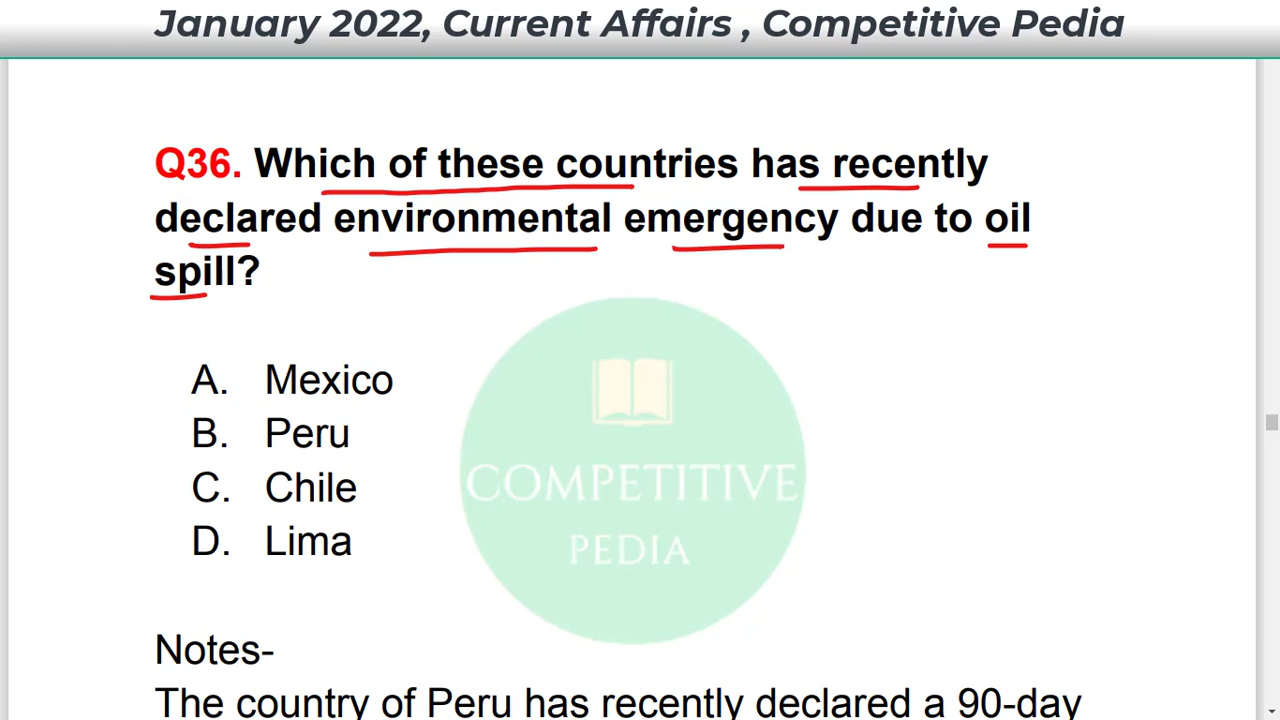 January 2022, Current Affairs , Competitive Pedia
Q36. Which of these countries has recently
declared environmental emergency due to oil
spill?
A. Mexico
B. Peru
C. Chile
D. Lima
COMPETITIVE
PEDIA
Notes-
The country of Peru has recently declared a 90-day